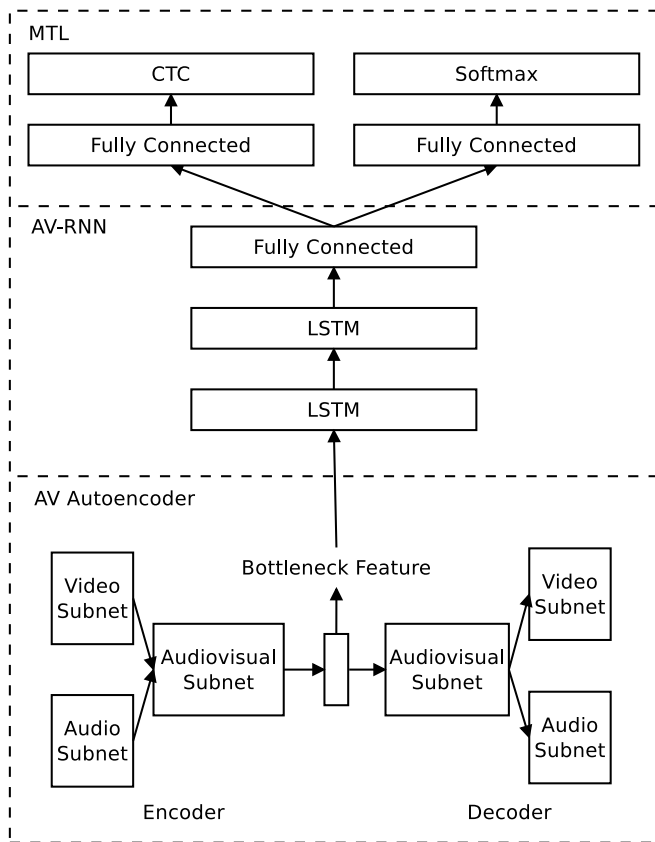 MTL
CTC
Softmax
Fully Connected
Fully Connected
AV-RNN
Fully Connected
LSTM
LSTM
AV Autoencoder
Bottleneck Feature
Video
Subnet
Video
Subnet
Audiovisual
Subnet
Audiovisual
Subnet
Audio
Subnet
Audio
Subnet
Encoder
Decoder